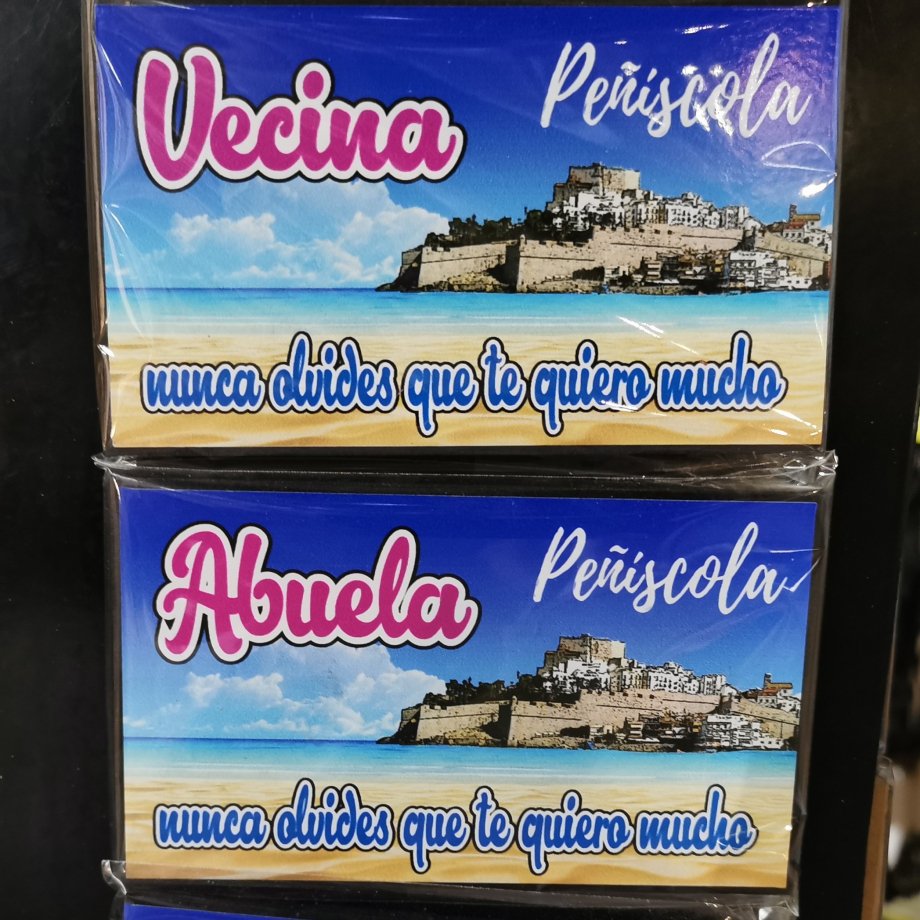 Vecina
Peñíscola
nunca olvides que te quiero mucho
Abuela
Peñíscola
nunca olvides que te quiero mucho